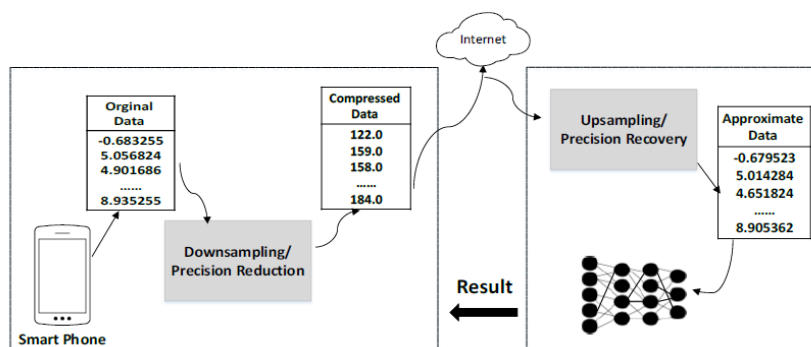 Internet
Orginal
Data
-0.683255
5.056824
4.901686
......
8.935255
Compressed
Data
122.0
159.0
158.0
......
184.0
Downsampling/
Precision Reduction
Smart Phone
Upsampling/
Precision Recovery
Approximate
Data
-0.679523
5.014284
4.651824
......
8.905362
Result